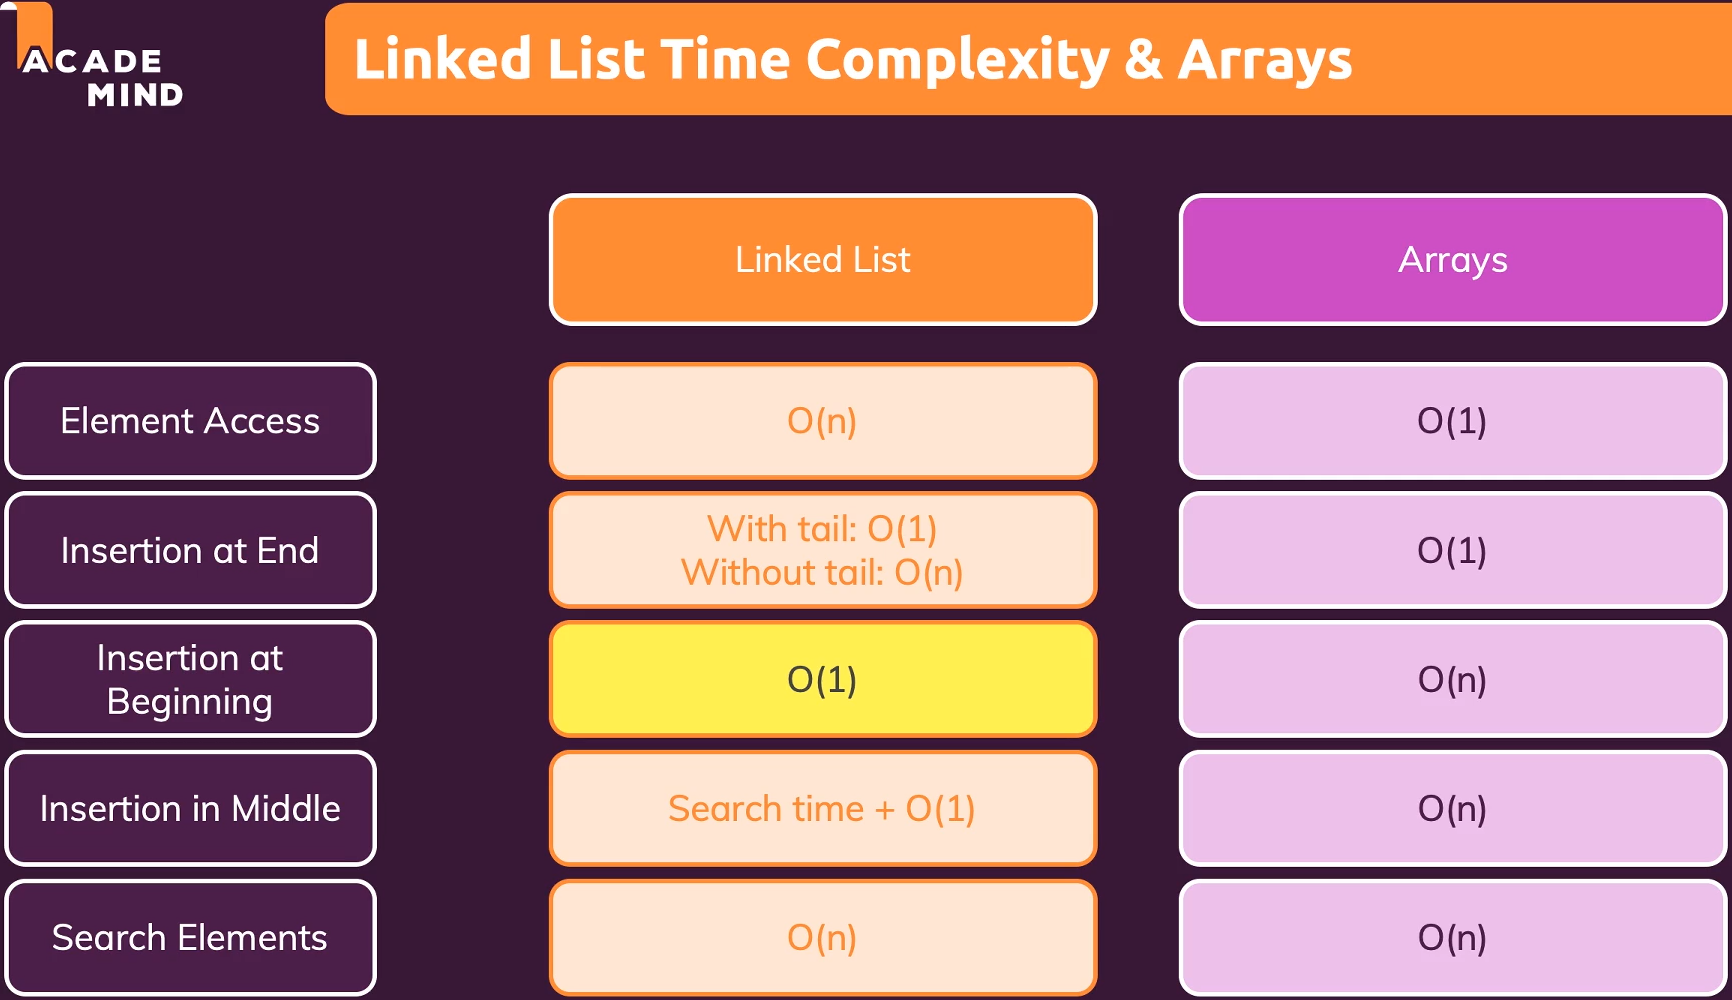 ACADE
MIND
Linked List Time Complexity & Arrays
Linked List
Arrays
Element Access
O(n)
O(1)
Insertion at End
With tail: O(1)
Without tail: O(n)
O(1)
Insertion at
Beginning
O(1)
O(n)
Insertion in Middle
Search time + O(1)
O(n)
Search Elements
O(n)
O(n)